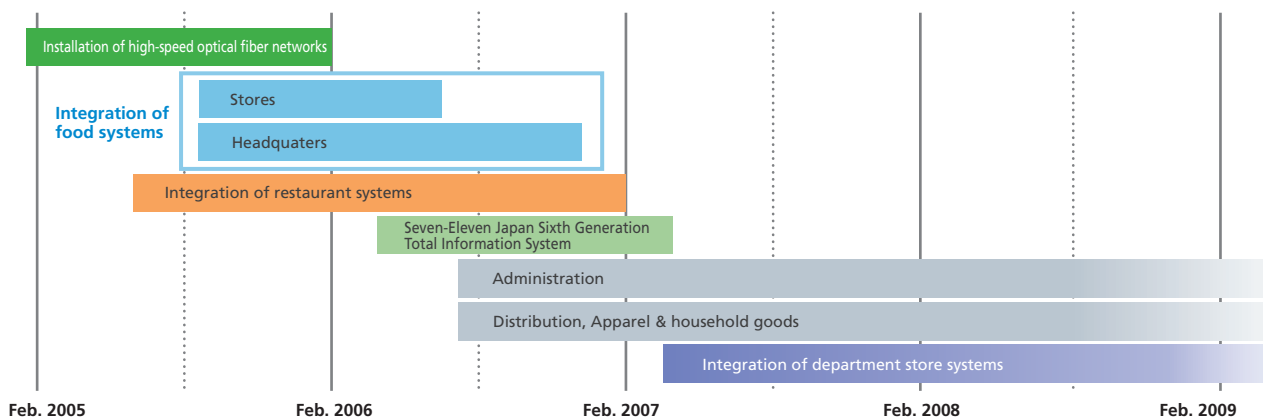 Installation of high-speed optical fiber networks
Integration of
food systems
Stores
Headquaters
Integration of restaurant systems
Seven-Eleven Japan Sixth Generation
Total Information System
Administration
Distribution, Apparel & household goods
Integration of department store systems
Feb. 2005
Feb. 2006
Feb. 2007
Feb. 2008
Feb. 2009